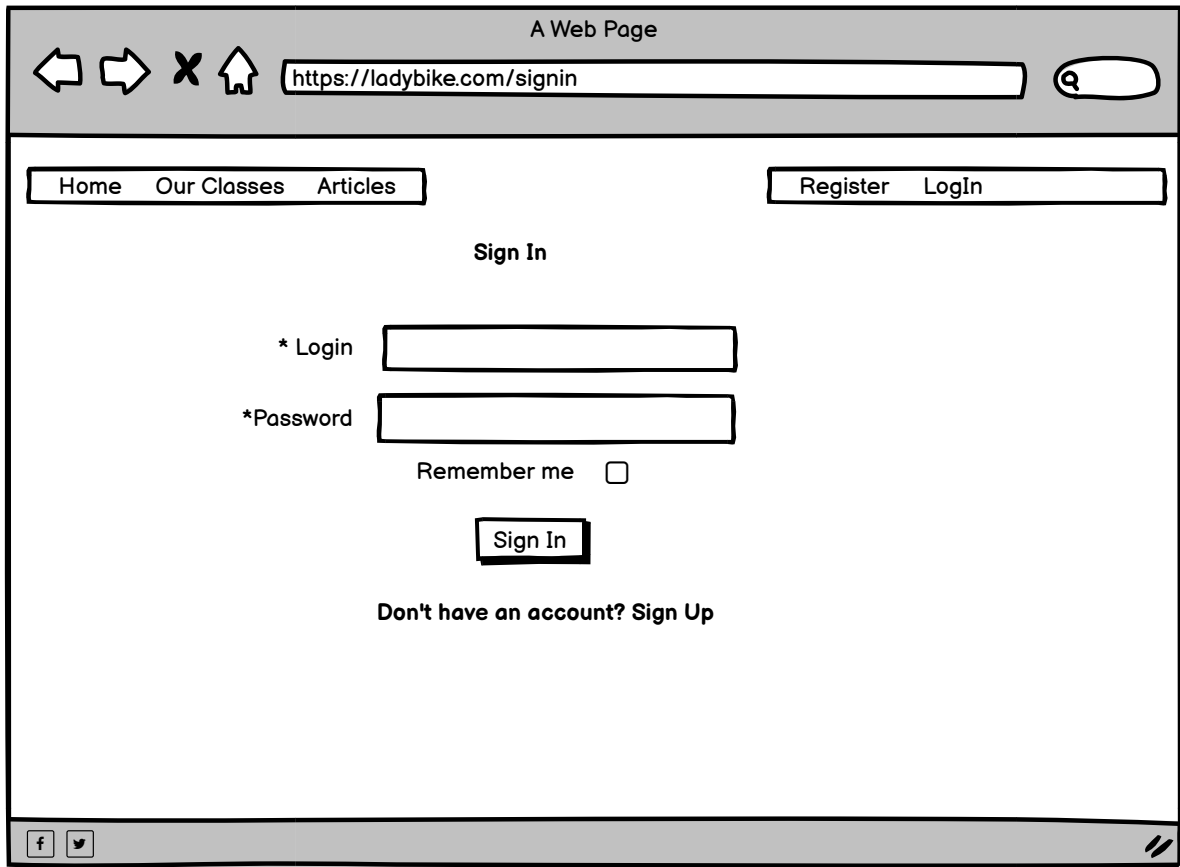 A Web Page
https://ladybike.com/signin
Home Our Classes Articles
Register LogIn
Sign In
* Login
*Password
Remember me
Sign In
Don't have an account? Sign Up